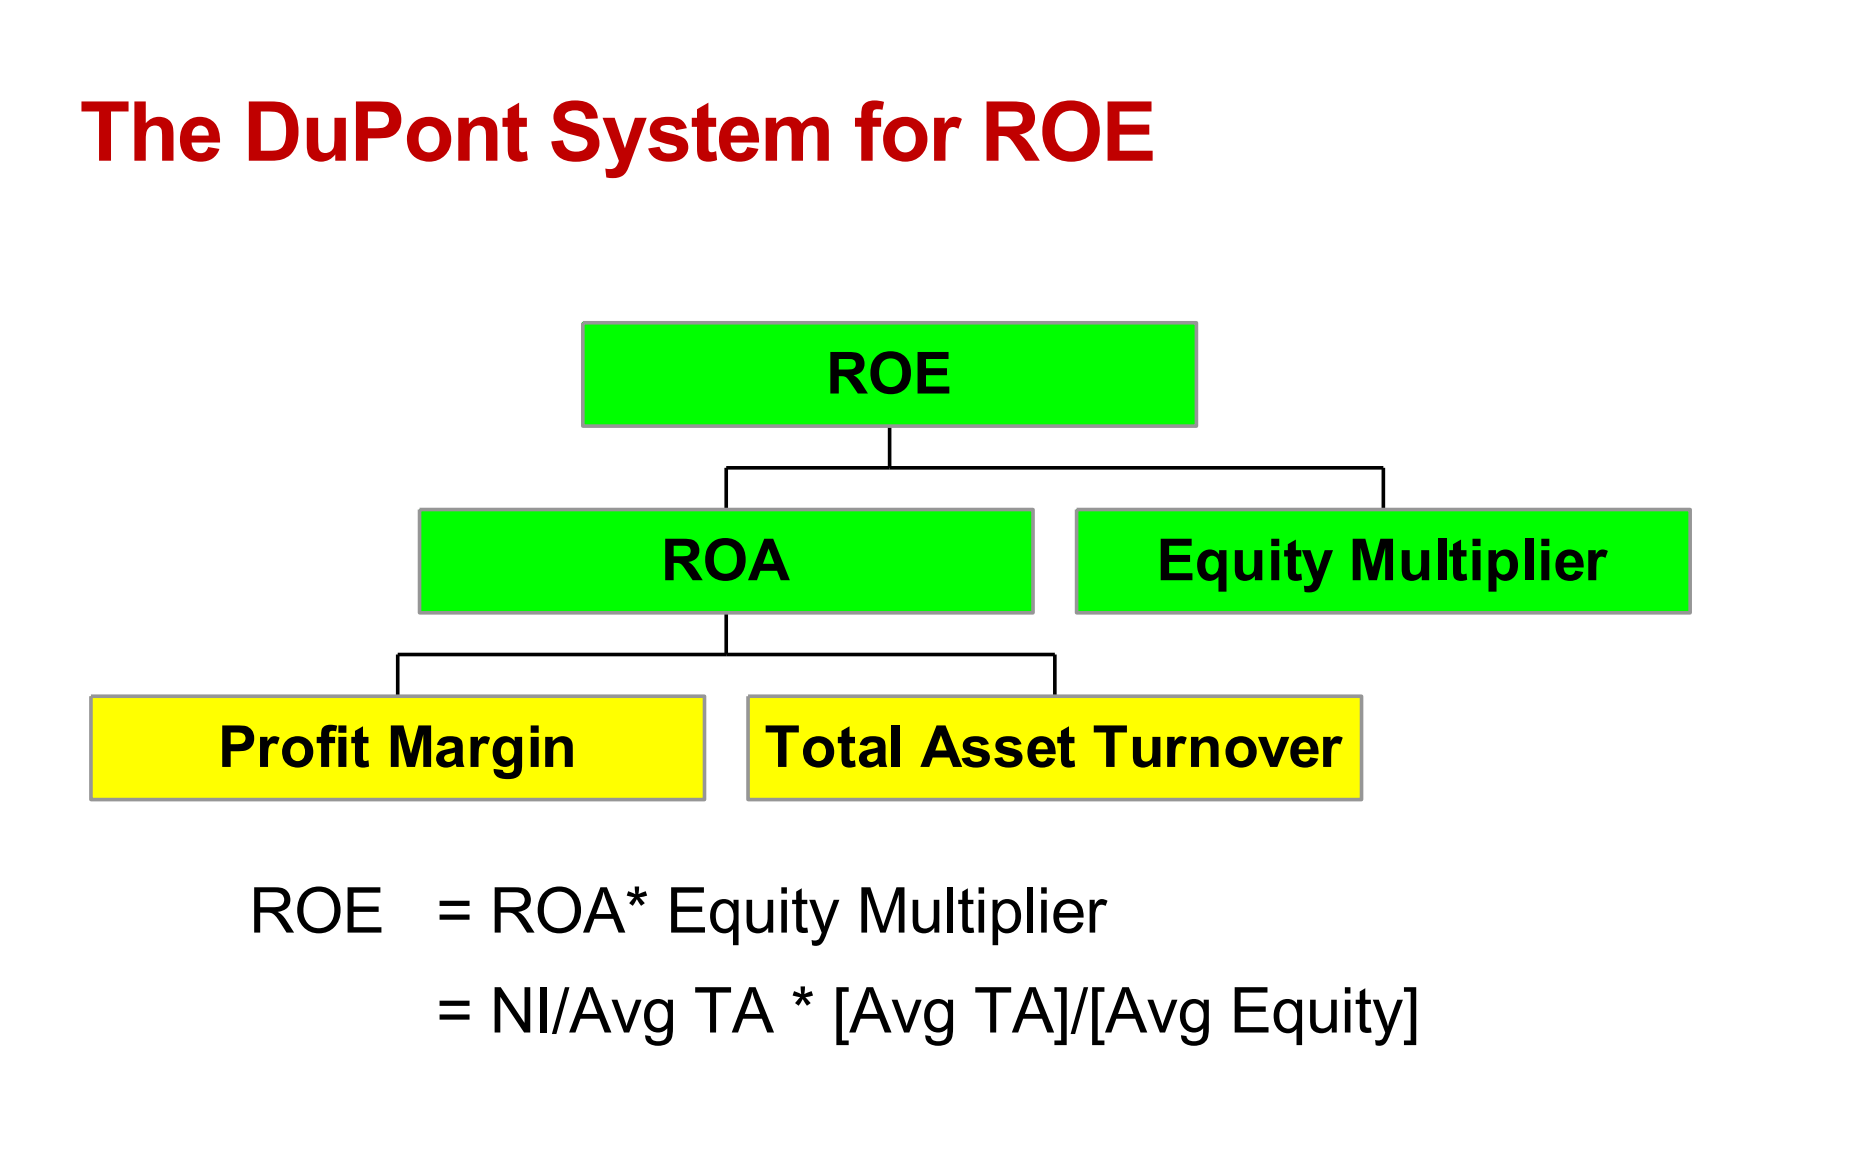 The DuPont System for ROE
ROE
ROA
Equity Multiplier
Profit Margin
Total Asset Turnover
ROE = ROA* Equity Multiplier
= NI/Avg TA * [Avg TA]/[Avg Equity]